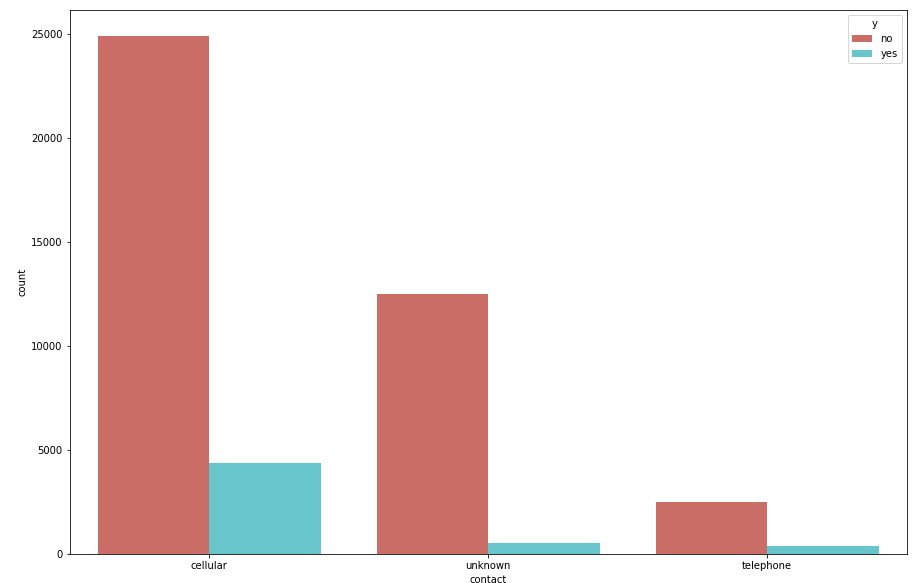 y
no
yes
25000
20000
15000
10000
5000
0
count
cellular
unknown
telephone
contact